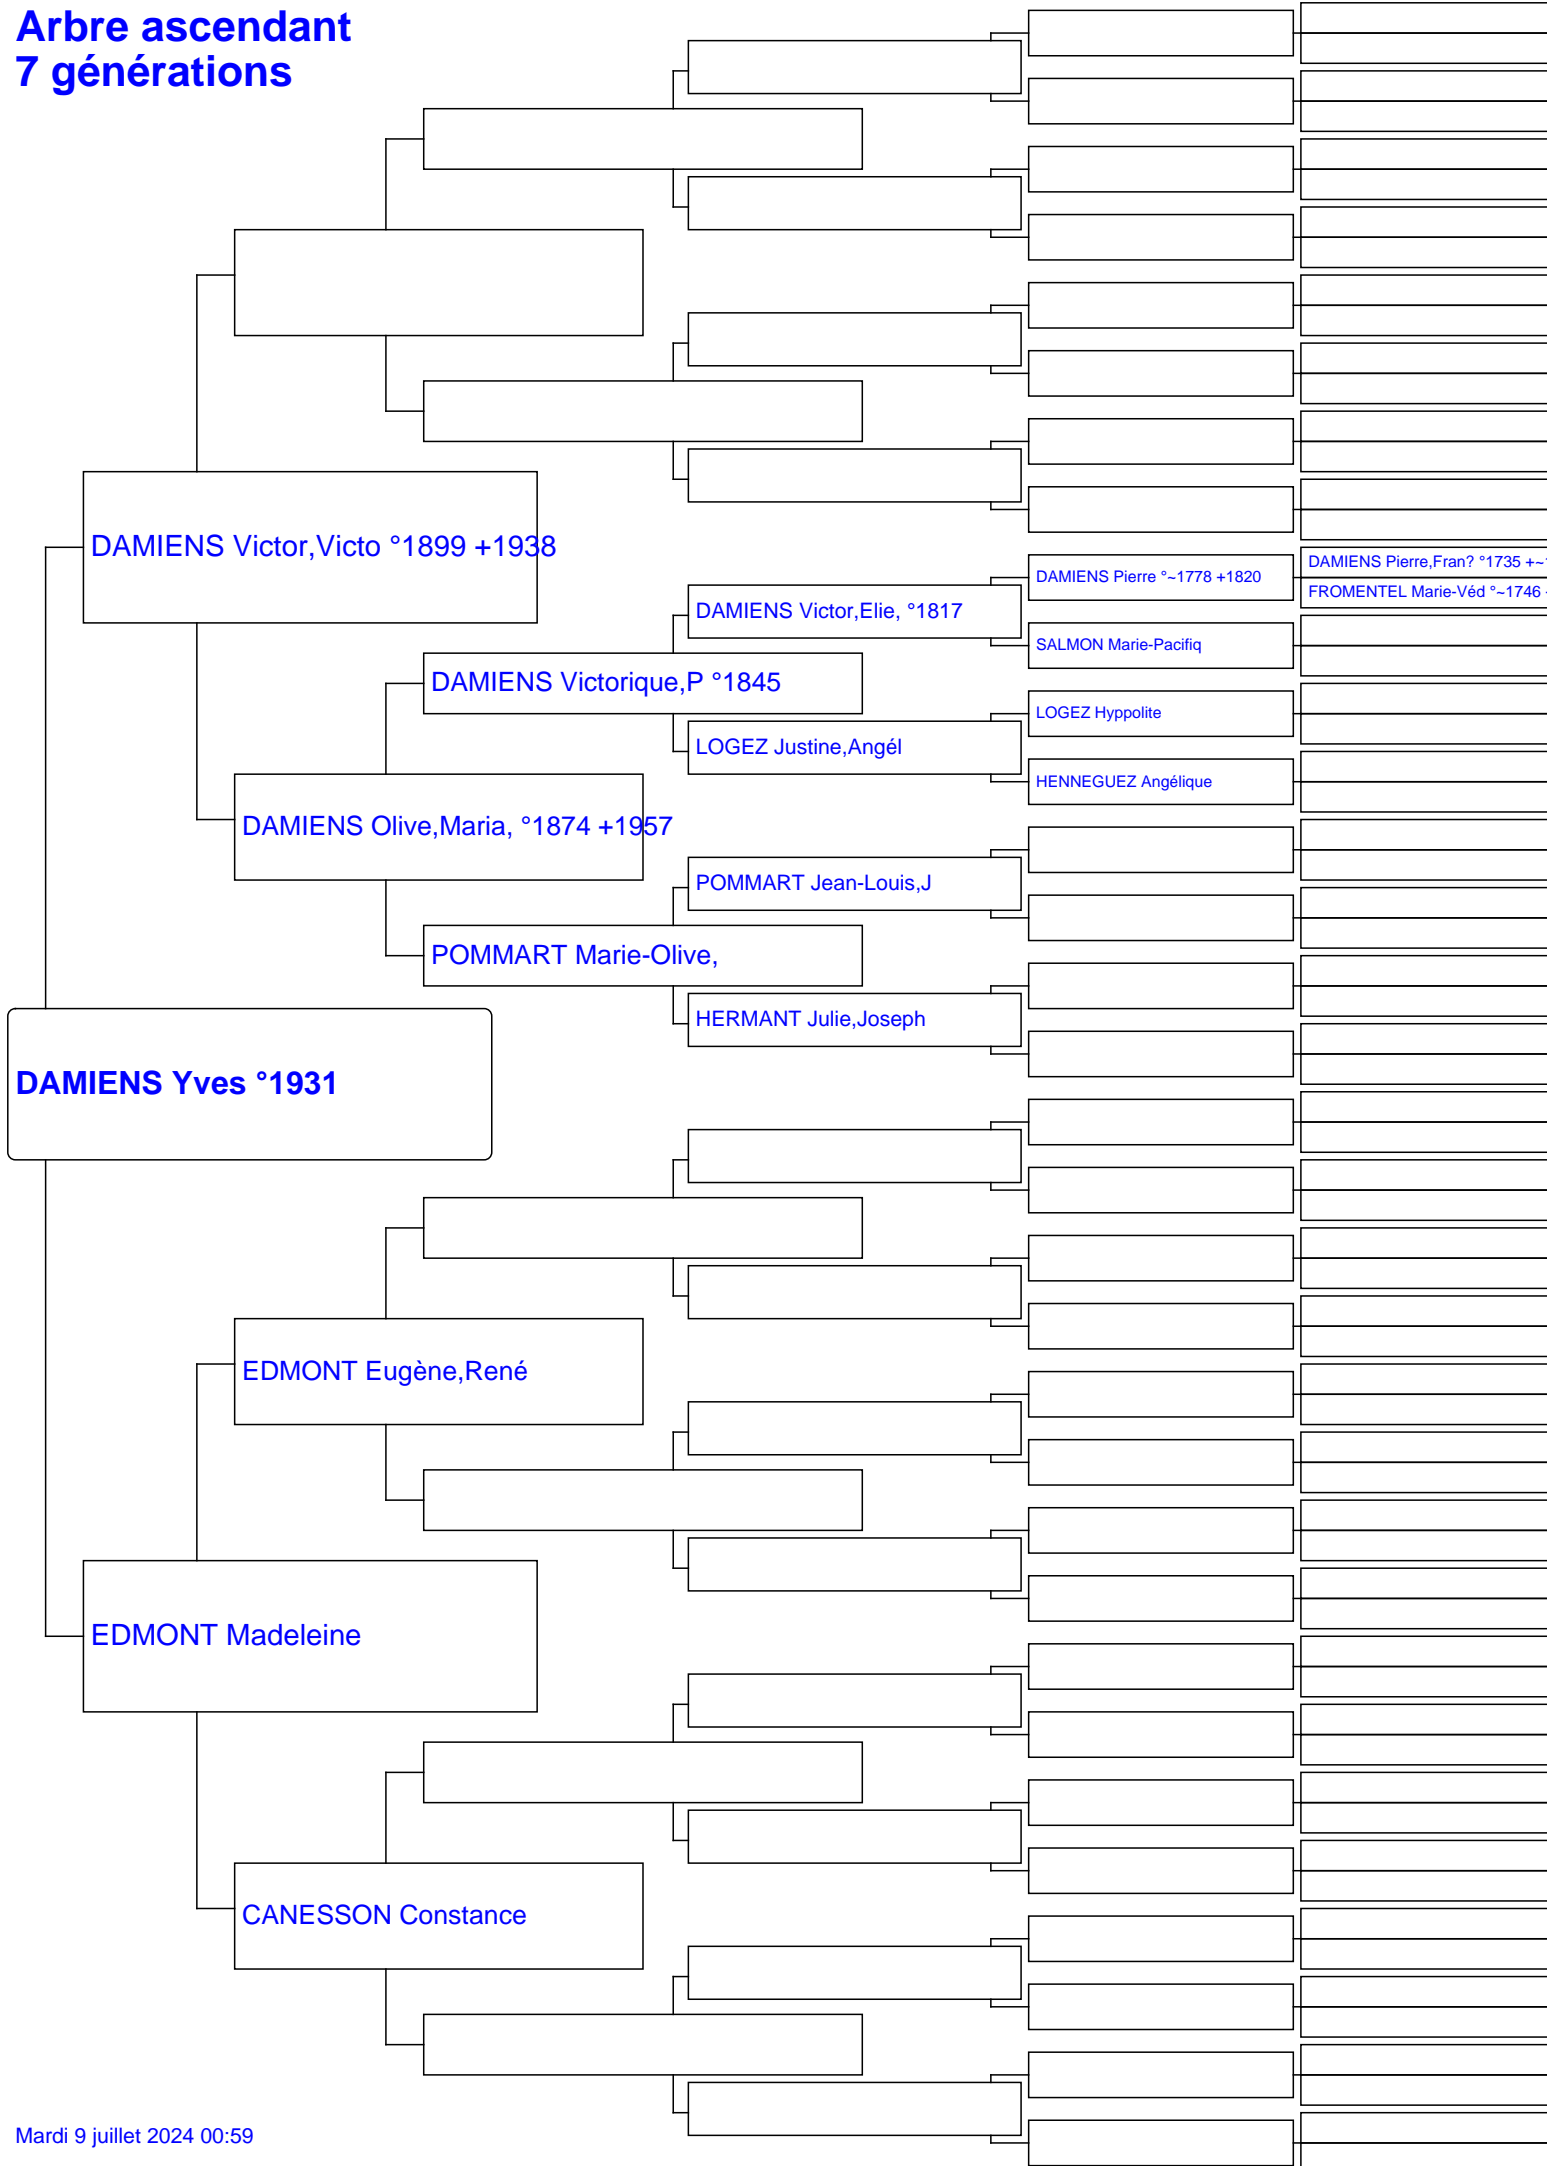 Arbre ascendant
7 générations
DAMIENS Victor,Victo °1899 +1938
DAMIENS Pierre °~1778 +1820
DAMIENS Pierre,Fran? °1735 +~
FROMENTEL Marie-Véd °~1746
DAMIENS Victor,Elie, °1817
SALMON Marie-Pacifiq
DAMIENS Victorique,P °1845
LOGEZ Hyppolite
LOGEZ Justine,Angél
HENNEGUEZ Angélique
DAMIENS Olive,Maria, °1874 +1957
POMMART Jean-Louis,J
POMMART Marie-Olive,
HERMANT Julie,Joseph
DAMIENS Yves °1931
EDMONT Eugène,René
EDMONT Madeleine
CANESSON Constance
Mardi 9 juillet 2024 00:59